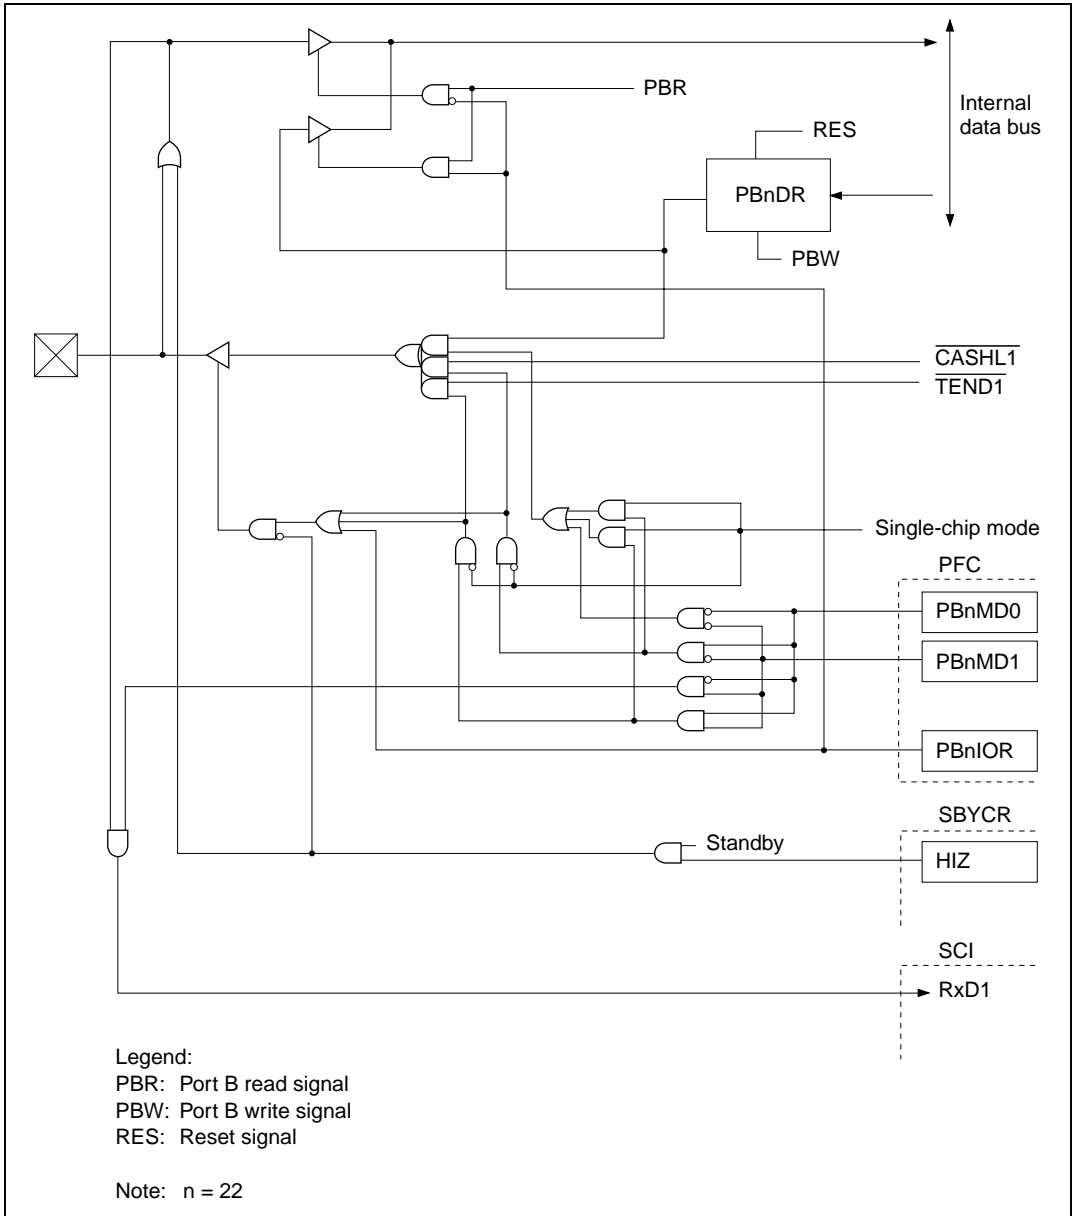 PBR
Internal
data bus
RES
PBnDR
PBW
CASHL1
TEND1
Single-chip mode
PFC
PBnMD0
PBnMD1
PBnIOR
SBYCR
Standby
HIZ
SCI
RxD1
Legend:
PBR: Port B read signal
PBW: Port B write signal
RES: Reset signal
Note: n = 22